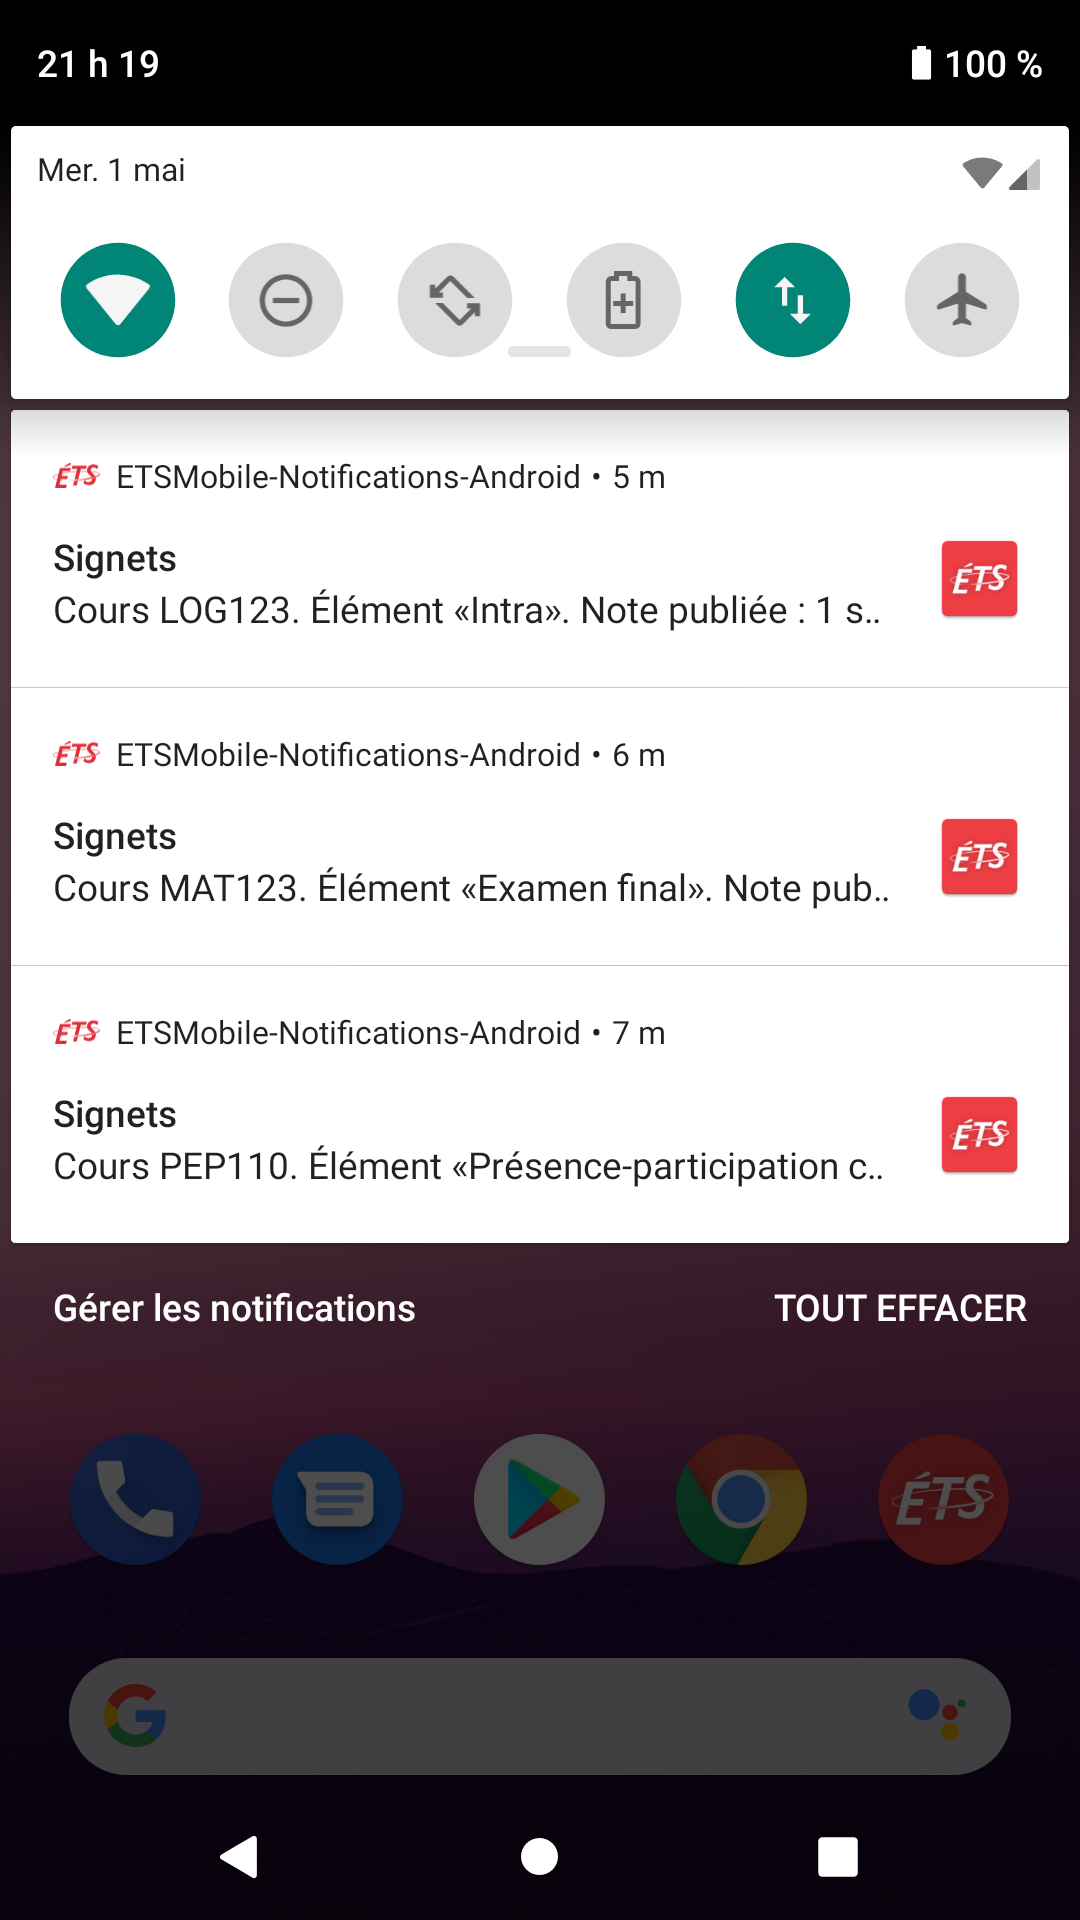 21 h 19
100 %
Mer. 1 mai
ÉTS ETSMobile-Notifications-Android • 5 m
Signets
Cours LOG123. Élément «Intra». Note publiée : 1 s..
ÉTS
ÉTS ETSMobile-Notifications-Android • 6 m
Signets
Cours MAT123. Élément «Examen final». Note pub..
ÉTS
ÉTS ETSMobile-Notifications-Android • 7 m
Signets
Cours PEP110. Élément «Présence-participation c..
ÉTS
Gérer les notifications
TOUT EFFACER
ÉTS
G